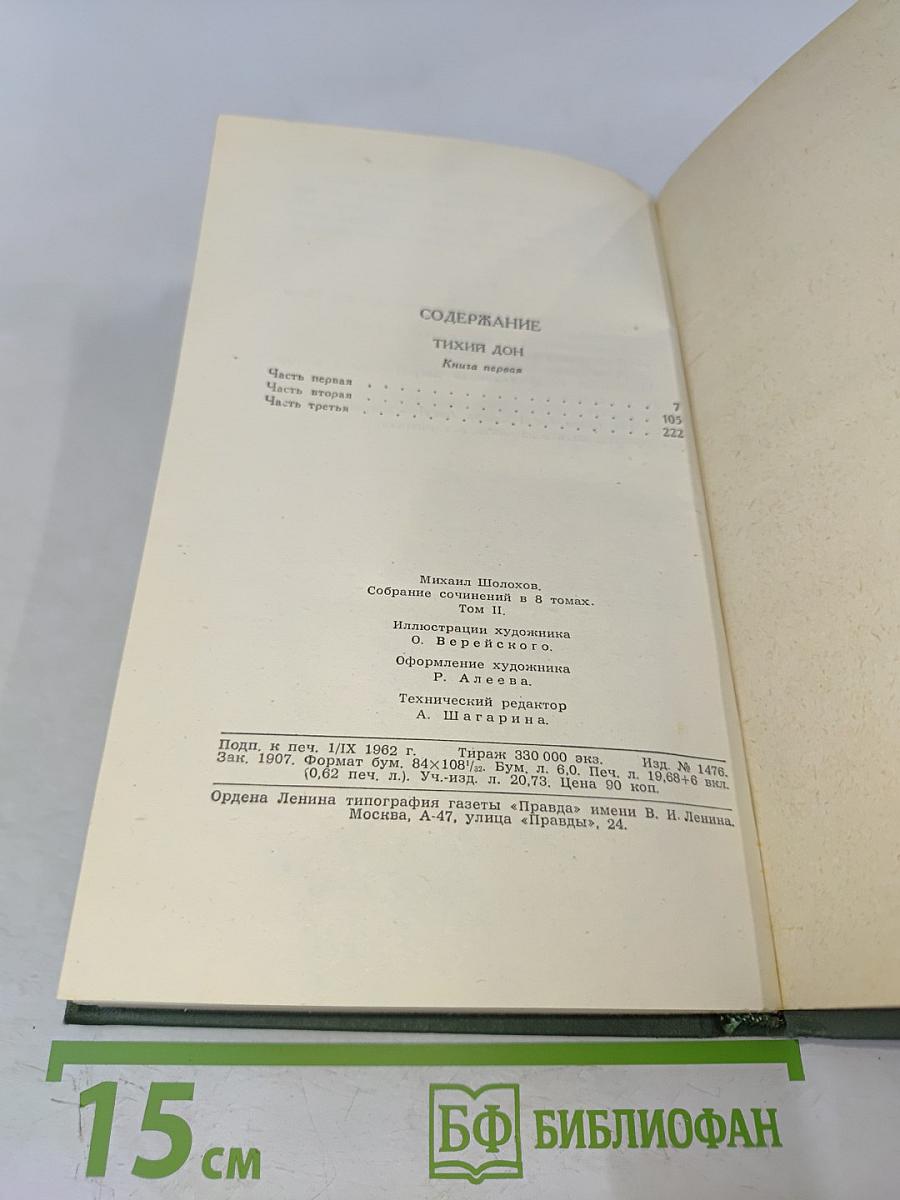 СОДЕРЖАНИЕ
ТИХИЙ ДОН
Книга первая
Часть первая . . . . . . . . . . . . . . . . 7
Часть вторая . . . . . . . . . . . . . . . . 105
Часть третья . . . . . . . . . . . . . . . . 222
Михаил Шолохов.
Собрание сочинений в 8 томах.
Том II.
Иллюстрации художника
О. Верейского.
Оформление художника
Р. Алеева.
Технический редактор
А. Шагарина.
Подп. к печ. 1/IX 1962 г. Тираж 330 000 экз. Изд. № 1476.
Зак. 1907. Формат бум. 84×108¹/₃₂. Бум. л. 6,0. Печ. л. 19,68+6 вкл.
(0,62 печ. л.). Уч.-изд. л. 20,73. Цена 90 коп.
Ордена Ленина типография газеты «Правда» имени В. И. Ленина.
Москва, А-47, улица «Правды», 24.
15 см
БФ БИБЛИОФАН